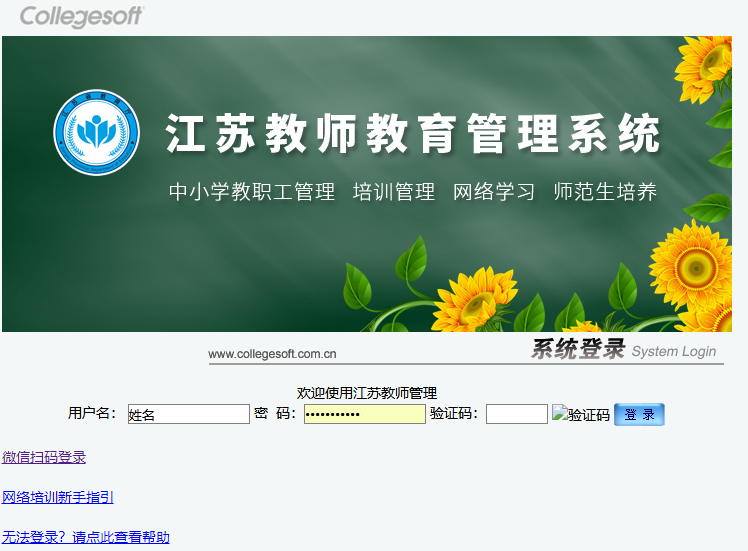 Collegesoft
江苏教师教育管理系统
中小学教职工管理 培训管理 网络学习 师范生培养
www.collegesoft.com.cn 系统登录 System Login
欢迎使用江苏教师管理
用户名： 姓名 密 码： ••••••••••• 验证码： 验证码 登 录
微信扫码登录
网络培训新手指引
无法登录？请点此查看帮助